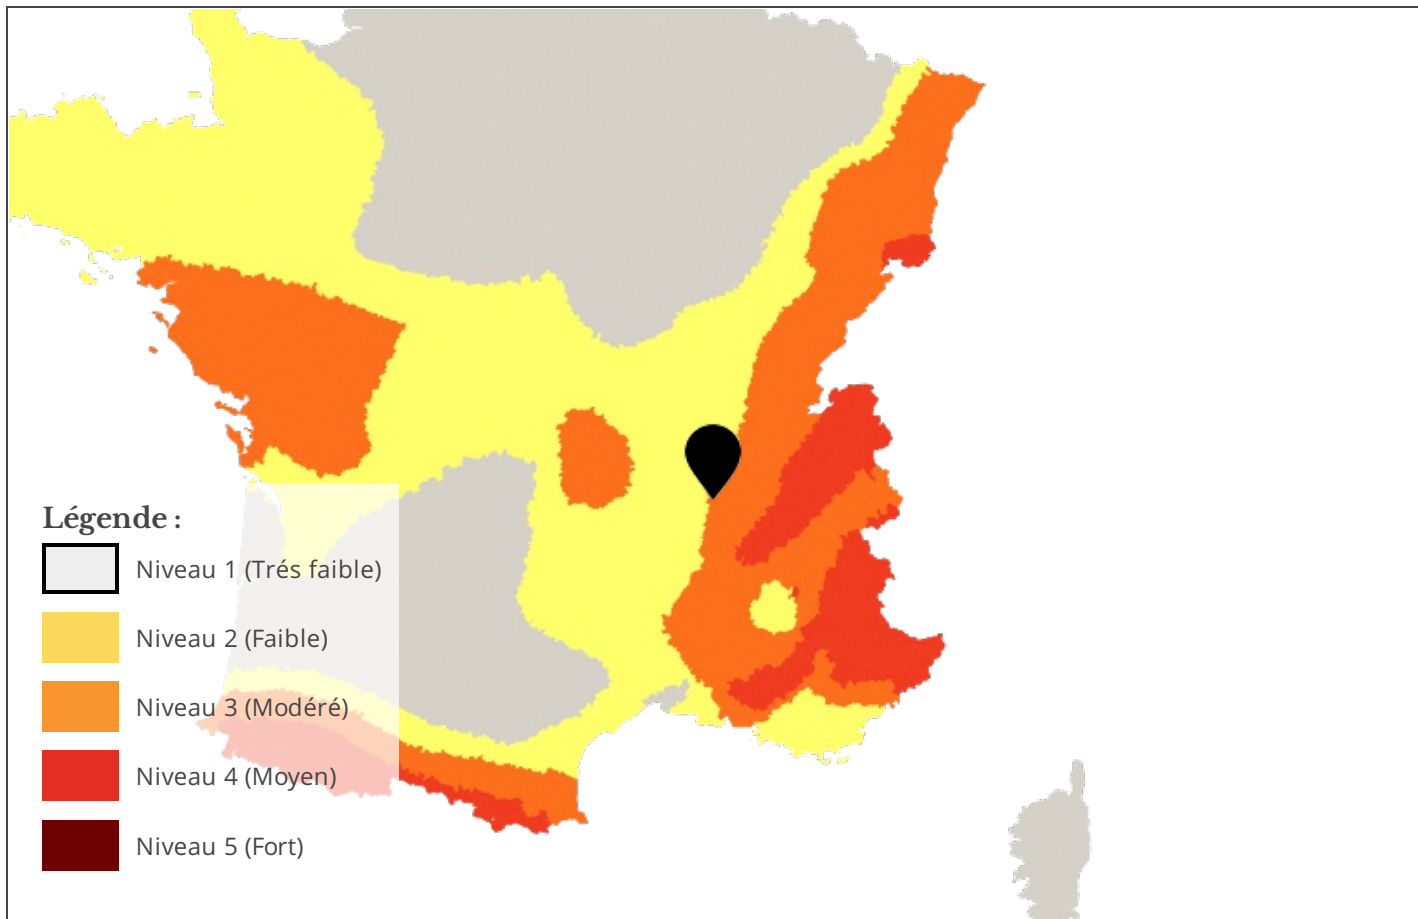 Légende :
Niveau 1 (Trés faible)
Niveau 2 (Faible)
Niveau 3 (Modéré)
Niveau 4 (Moyen)
Niveau 5 (Fort)